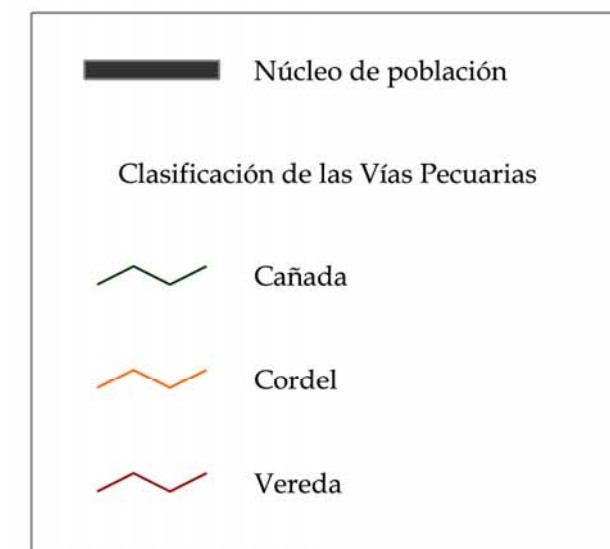 Núcleo de población
Clasificación de las Vías Pecuarias
Cañada
Cordel
Vereda